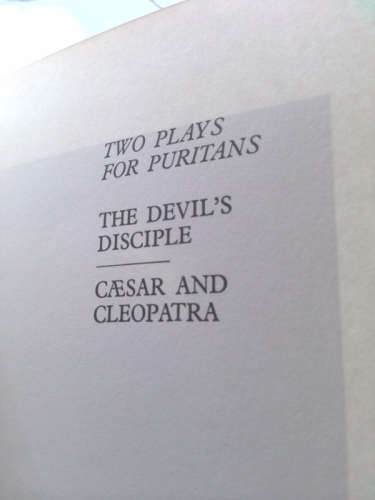 TWO PLAYS
FOR PURITANS
THE DEVIL'S
DISCIPLE
CÆSAR AND
CLEOPATRA